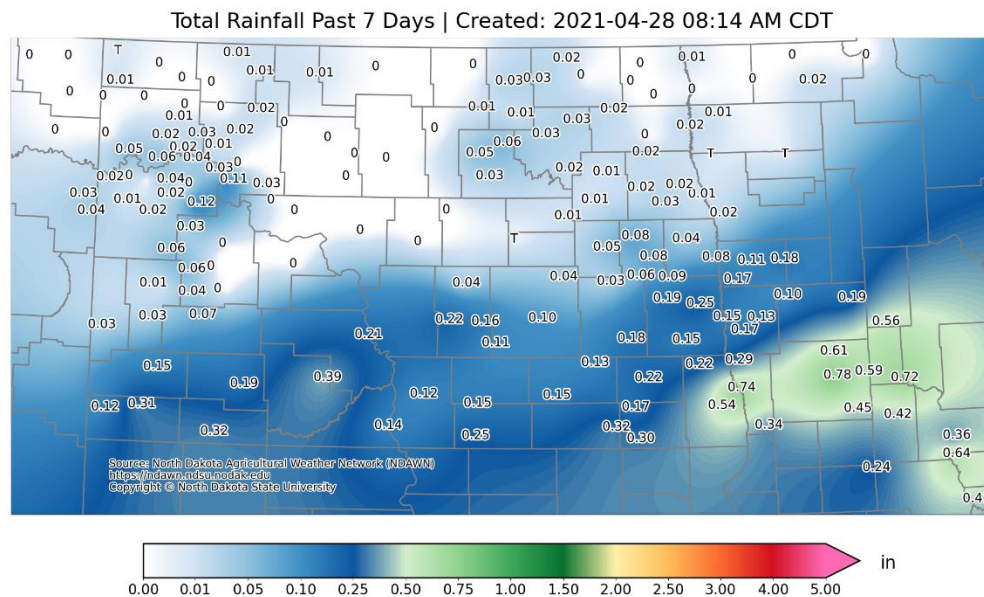 Total Rainfall Past 7 Days | Created: 2021-04-28 08:14 AM CDT
0 0 T 0 0.01 0 0.02 0.01 0 0
0.01 0 0 0.01 0.01 0 0.03 0.03 0 0 0 0.02
0 0 0 0 0.02 0.01 0.01 0.02 0 0 0.01
0 0 0.01 0 0 0.03 0.02
0.02 0.03 0.02 0 0.03 0
0.05 0.02 0.01 0.06 0.04 0 0 0 0.05 0.06 0.02 T T
0.02 0 0.04 0 0.03 0.11 0 0.03 0.02 0.01
0.03 0.01 0.02 0.12 0.03 0 0.01 0.02 0.02 0.01
0.04 0.02 0 0 0.01 0.03 0.02
0.03 0 0
0.06 0 0 T 0.05 0.08 0.04
0.06 0 0 0.08 0.08 0.11 0.18
0.01 0.04 0 0.04 0.04 0.03 0.06 0.09 0.17
0.19 0.25 0.10 0.19
0.03 0.03 0.07 0.22 0.16 0.10 0.15 0.13 0.56
0.21 0.11 0.18 0.15 0.17
0.15 0.13 0.22 0.29 0.61
0.19 0.39 0.22 0.78 0.59 0.72
0.12 0.31 0.12 0.15 0.15 0.17 0.74 0.54 0.45 0.42
0.32 0.14 0.25 0.32 0.30 0.34 0.36
0.24 0.64
Source: North Dakota Agricultural Weather Network (NDAWN)
https://ndawn.ndsu.nodak.edu
Copyright © North Dakota State University
0.00 0.01 0.05 0.10 0.25 0.50 0.75 1.00 1.50 2.00 2.50 3.00 4.00 5.00
in